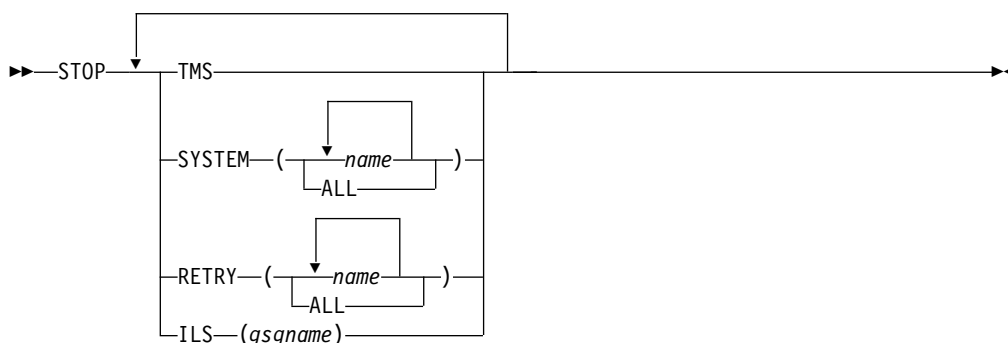 STOP TMS
SYSTEM ( name )
ALL
RETRY ( name )
ALL
ILS (gsgname)